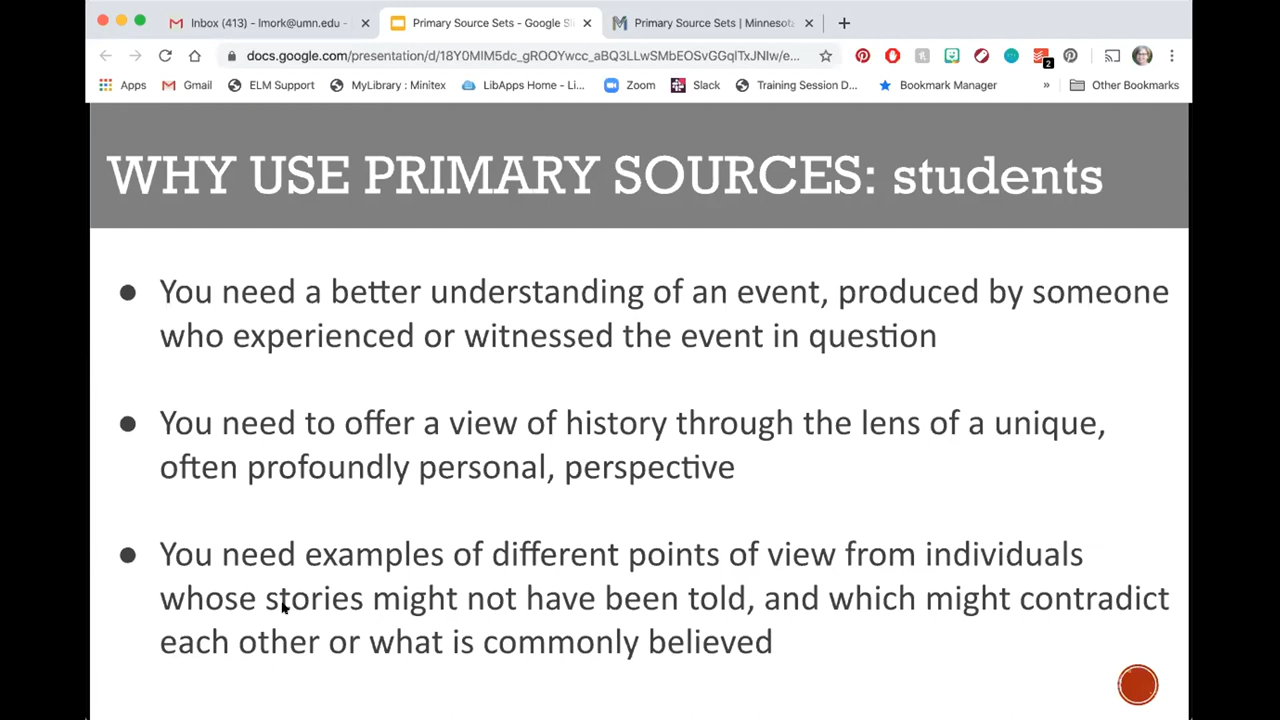 Inbox (413) - lmork@umn.edu -
Primary Source Sets - Google Sl
Primary Source Sets | Minnesot
docs.google.com/presentation/d/18Y0MIM5dc_gROOYwcc_aBQ3LLwSMbEOSvGGqlTxJNIw/e...
2
Apps
Gmail
ELM Support
MyLibrary : Minitex
LibApps Home - Li...
Zoom
Slack
Training Session D...
Bookmark Manager
»
Other Bookmarks
WHY USE PRIMARY SOURCES: students
● You need a better understanding of an event, produced by someone
who experienced or witnessed the event in question
● You need to offer a view of history through the lens of a unique,
often profoundly personal, perspective
● You need examples of different points of view from individuals
whose stories might not have been told, and which might contradict
each other or what is commonly believed